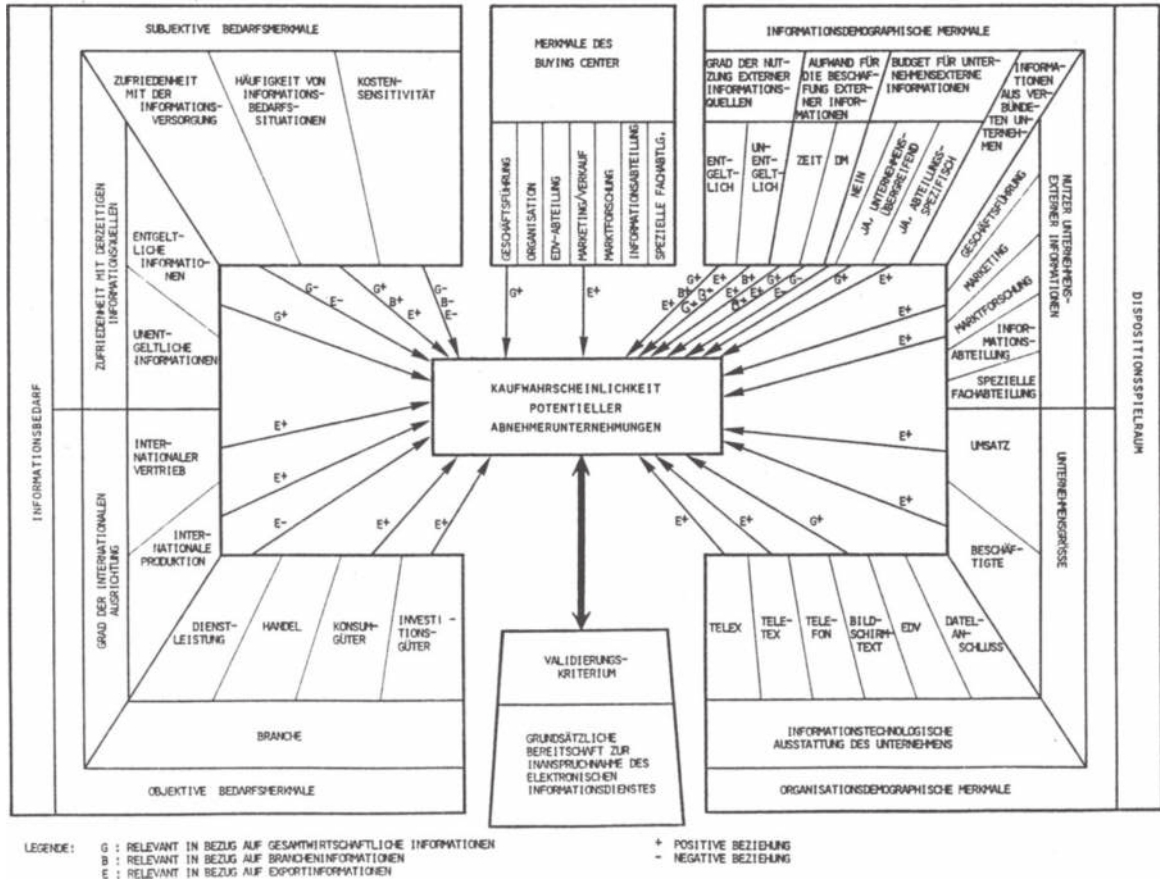 SUBJEKTIVE BEDARFSMERKMALE
ZUFRIEDENHEIT
MIT DER
INFORMATIONS-
VERSORGUNG
HÄUFIGKEIT VON
INFORMATIONS-
BEDARFS-
SITUATIONEN
KOSTEN-
SENSITIVITÄT
MERKMALE DES
BUYING CENTER
GESCHÄFTSFÜHRUNG
ORGANISATION
EDV-ABTEILUNG
MARKETING/VERKAUF
MARKTFORSCHUNG
INFORMATIONSABTEILUNG
SPEZIELLE FACHABTLG.
INFORMATIONSDEMOGRAPHISCHE MERKMALE
GRAD DER NUT-
ZUNG EXTERNER
INFORMATIONS-
QUELLEN
AUFWAND FÜR
DIE BESCHAF-
FUNG EXTER-
NER INFOR-
MATIONEN
BUDGET FÜR UNTER-
NEHMENSEXTERNE
INFORMATIONEN
INFORMA-
TIONEN
AUS VER-
BÜNDE-
TEN UN-
TERNEH-
MEN
ENT-
GELT-
LICH
UN-
ENT-
GELT-
LICH
ZEIT
DM
NEIN
JA, UNTERNEHMENS-
ÜBERGREIFEND
JA, ABTEILUNGS-
SPEZIFISCH
GESCHÄFTSFÜHRUNG
MARKETING
MARKTFORSCHUNG
INFOR-
MATIONS-
ABTEILUNG
SPEZIELLE
FACHABTEILUNG
NUTZER UNTERNEHMENS-
EXTERNER INFORMATIONEN
DISPOSITIONSSPIELRAUM
INFORMATIONSBEDARF
ZUFRIEDENHEIT MIT DERZEITIGEN
INFORMATIONSQUELLEN
ENTGELT-
LICHE
INFORMATIO-
NEN
UNENT-
GELTLICHE
INFORMATIONEN
G-
E-
G+
G+
B+
E+
G-
B-
E-
G+
E+
G+
E+
B+
E+
G+
G-
G+
E+
B+
G*
E+
E+
E-
E+
G*
G*
E+
E+
KAUFWAHRSCHEINLICHKEIT
POTENTIELLER
ABNEHMERUNTERNEHMUNGEN
GRAD DER INTERNATIONALEN
AUSRICHTUNG
INTER-
NATIONALER
VERTRIEB
INTER-
NATIONALE
PRODUKTION
E+
E+
E-
E+
E+
E+
E+
G+
E+
E+
UMSATZ
BESCHÄF-
TIGTE
UNTERNEHMENSGRÖSSE
DIENST-
LEISTUNG
HANDEL
KONSUM-
GÜTER
INVESTI-
TIONS-
GÜTER
BRANCHE
OBJEKTIVE BEDARFSMERKMALE
VALIDIERUNGS-
KRITERIUM
GRUNDSÄTZLICHE
BEREITSCHAFT ZUR
INANSPRUCHNAHME DES
ELEKTRONISCHEN
INFORMATIONSDIENSTES
TELEX
TELE-
TEX
TELE-
FON
BILD-
SCHIRM-
TEXT
EDV
DATEL-
AN-
SCHLUSS
INFORMATIONSTECHNOLOGISCHE
AUSSTATTUNG DES UNTERNEHMENS
ORGANISATIONSDEMOGRAPHISCHE MERKMALE
LEGENDE: G : RELEVANT IN BEZUG AUF GESAMTWIRTSCHAFTLICHE INFORMATIONEN
B : RELEVANT IN BEZUG AUF BRANCHENINFORMATIONEN
E : RELEVANT IN BEZUG AUF EXPORTINFORMATIONEN
+ POSITIVE BEZIEHUNG
- NEGATIVE BEZIEHUNG